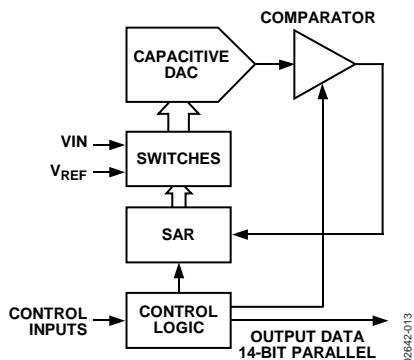 COMPARATOR
CAPACITIVE
DAC
VIN
VREF
SWITCHES
SAR
CONTROL
INPUTS
CONTROL
LOGIC
OUTPUT DATA
14-BIT PARALLEL